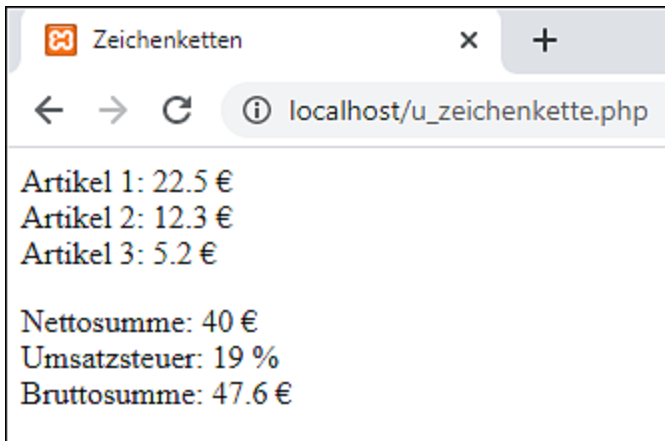 Zeichenketten
localhost/u_zeichenkette.php
Artikel 1: 22.5 €
Artikel 2: 12.3 €
Artikel 3: 5.2 €
Nettosumme: 40 €
Umsatzsteuer: 19 %
Bruttosumme: 47.6 €